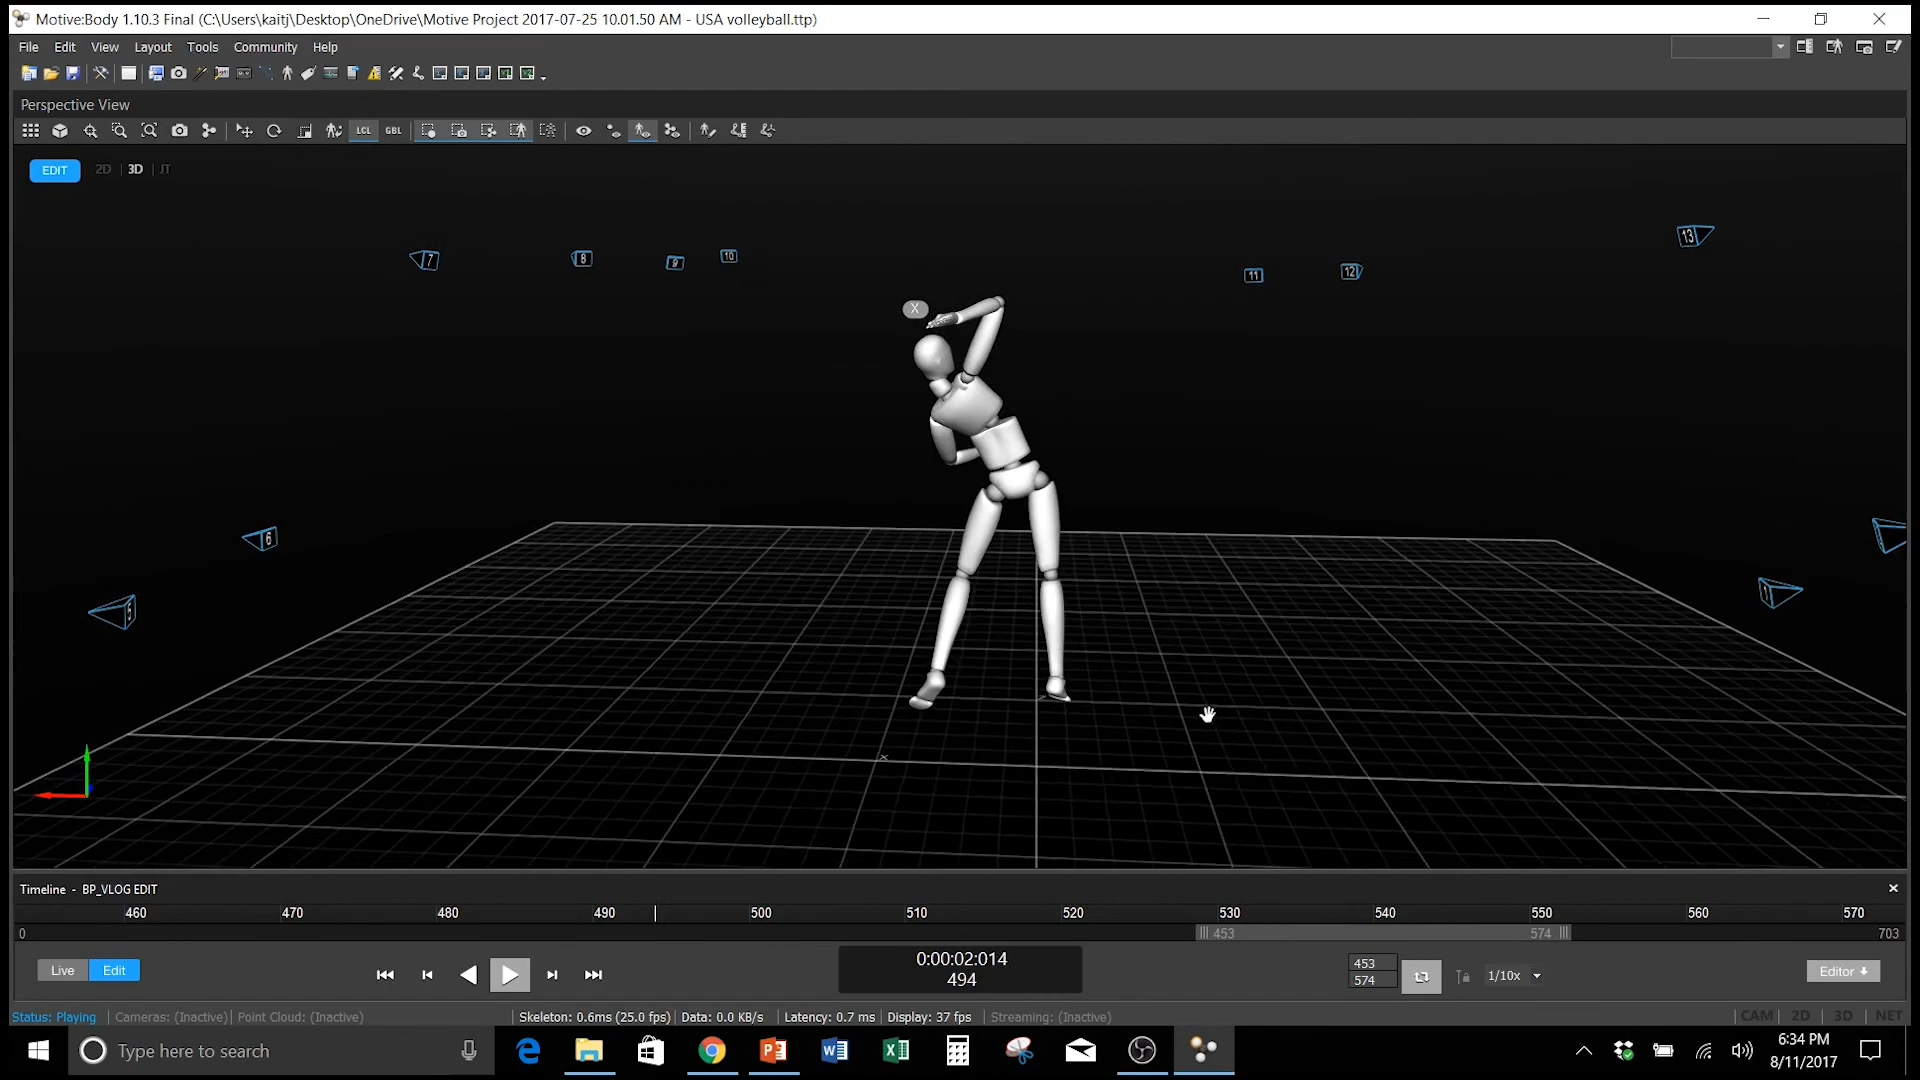 Motive:Body 1.10.3 Final (C:\Users\kaitj\Desktop\OneDrive\Motive Project 2017-07-25 10.01.50 AM - USA volleyball.ttp)
File Edit View Layout Tools Community Help
Perspective View
LCL GBL
EDIT 2D | 3D | JT
13
7 8 9 10
11 12
X
6
5
1
Timeline - BP_VLOG EDIT
460 470 480 490 500 510 520 530 540 550 560 570
0 453 574 703
0:00:02:014
494
Live Edit
453
574
1/10x
Editor
Status: Playing | Cameras: (Inactive) | Point Cloud: (Inactive) | Skeleton: 0.6ms (25.0 fps) | Data: 0.0 KB/s | Latency: 0.7 ms | Display: 37 fps | Streaming: (Inactive) CAM 2D 3D NET
Type here to search
6:34 PM
8/11/2017